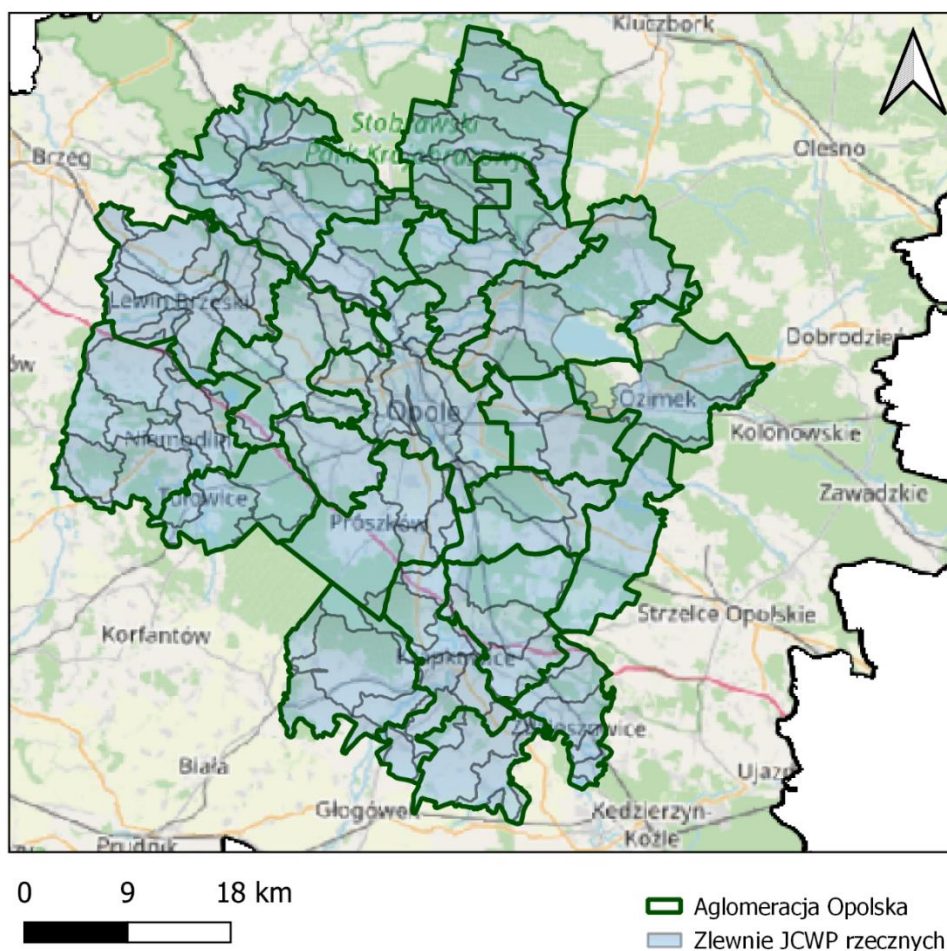 Kluczbork
Stobrawski
Park Krajobrazowy
Brzeg
Olesno
Lewin Brzeski
Dobrodzień
ów
Ozimek
Opole
Kolonowskie
Niemodlin
Tułowice
Zawadzkie
Prószków
Strzelce Opolskie
Korfantów
Krapkowice
Zdzieszowice
Biała
Ujazd
Głogówek
Kędzierzyn-
Koźle
Prudnik
0 9 18 km
Aglomeracja Opolska
Zlewnie JCWP rzecznych